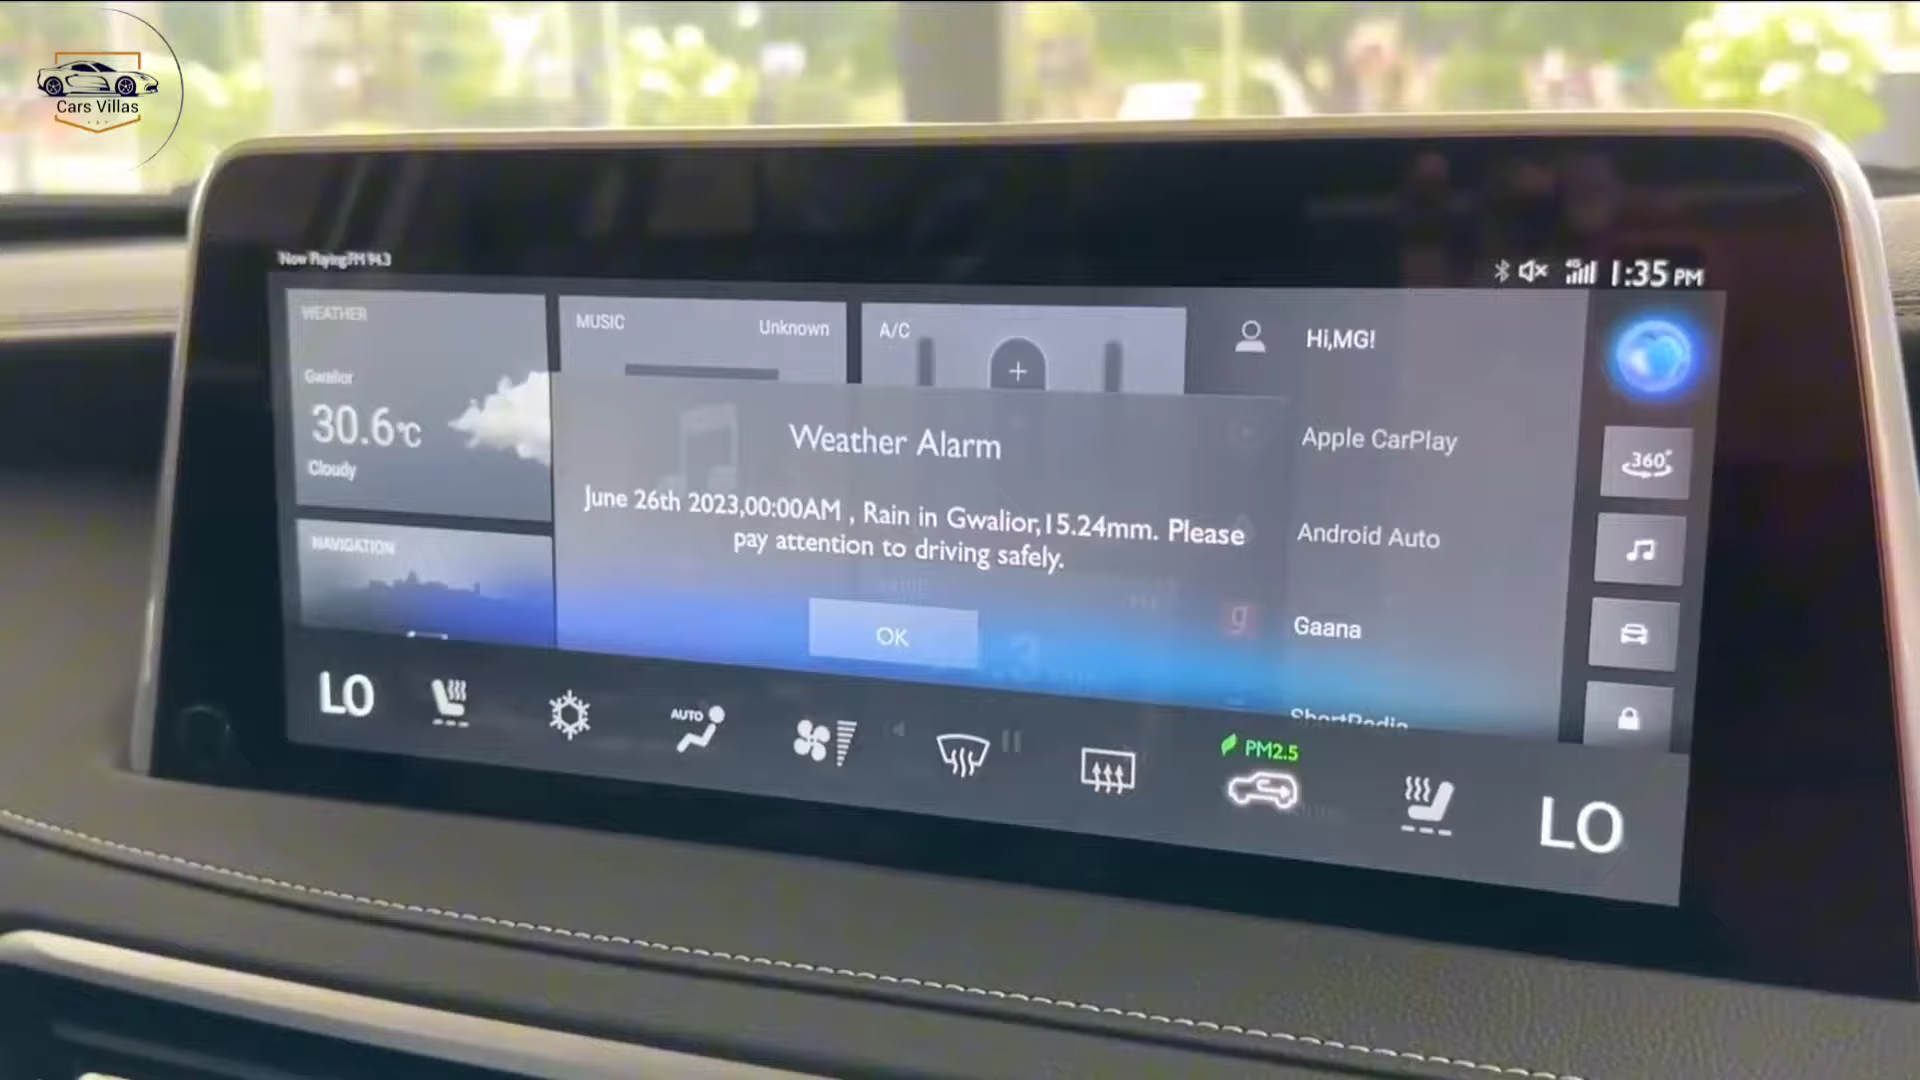 Cars Villas
Now Playing:FM 94.3
4G
1:35 PM
WEATHER
Gwalior
30.6℃
Cloudy
MUSIC
Unknown
A/C
+
Hi,MG!
Apple CarPlay
Android Auto
Gaana
ShortPedia
360°
NAVIGATION
Weather Alarm
June 26th 2023,00:00AM , Rain in Gwalior,15.24mm. Please
pay attention to driving safely.
OK
LO
AUTO
PM2.5
LO